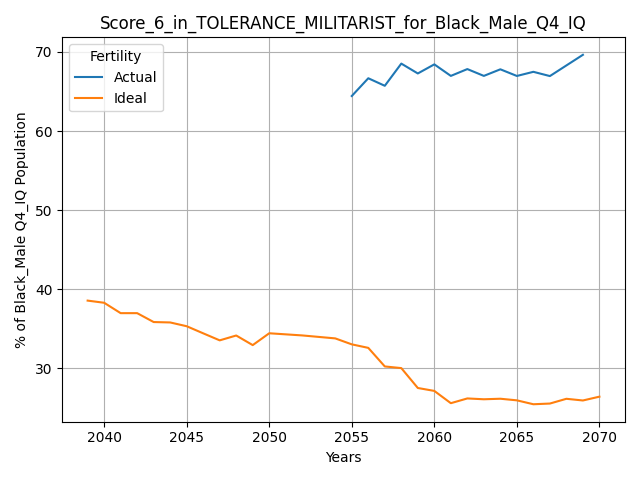 Score_6_in_TOLERANCE_MILITARIST_for_Black_Male_Q4_IQ
Fertility
Actual
Ideal
% of Black_Male Q4_IQ Population
70
60
50
40
30
2040
2045
2050
2055
2060
2065
2070
Years